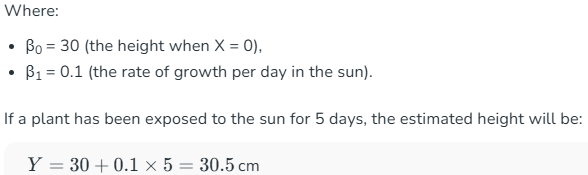 Where:
• β₀ = 30 (the height when X = 0),
• β₁ = 0.1 (the rate of growth per day in the sun).
If a plant has been exposed to the sun for 5 days, the estimated height will be:
Y = 30 + 0.1 × 5 = 30.5 cm